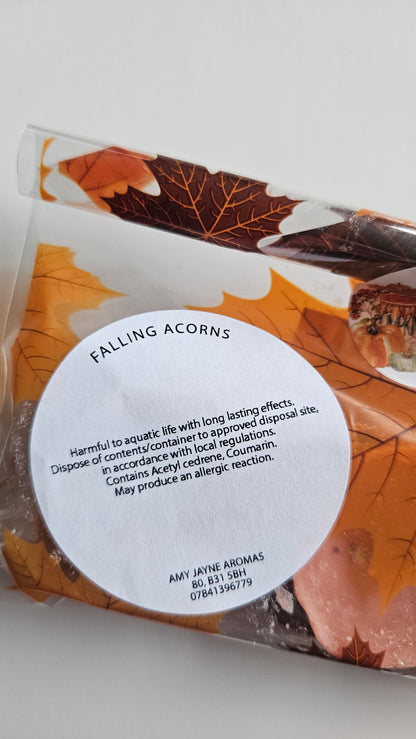 FALLING ACORNS
Harmful to aquatic life with long lasting effects.
Dispose of contents/container to approved disposal site,
in accordance with local regulations.
Contains Acetyl cedrene, Coumarin.
May produce an allergic reaction.
AMY JAYNE AROMAS
80, B31 5BH
07841396779